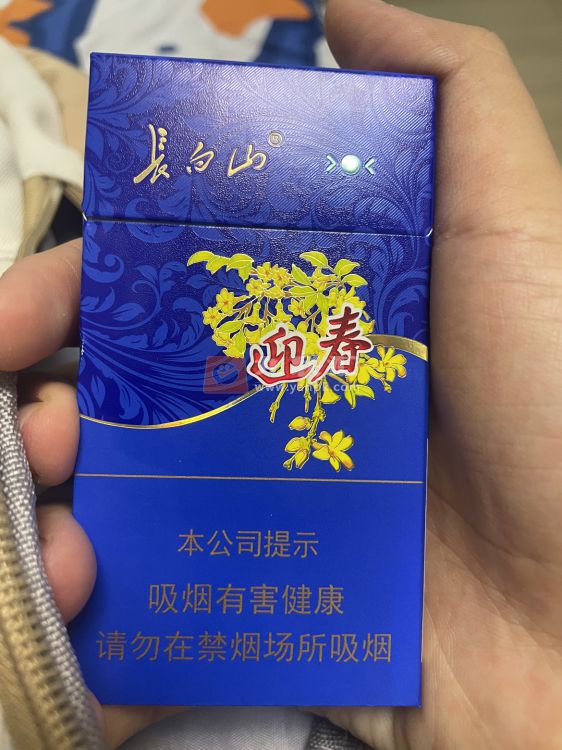 長白山
迎春
本公司提示
吸烟有害健康
请勿在禁烟场所吸烟